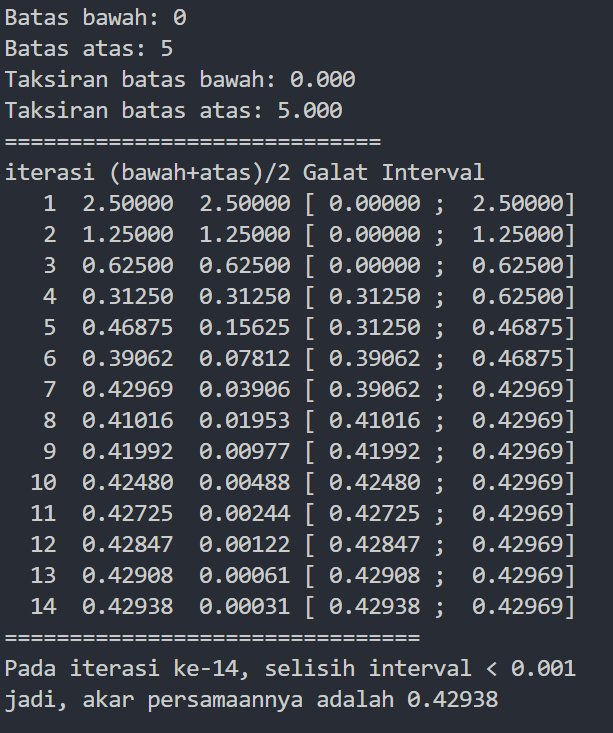 Batas bawah: 0
Batas atas: 5
Taksiran batas bawah: 0.000
Taksiran batas atas: 5.000
=============================
iterasi (bawah+atas)/2 Galat Interval
1 2.50000 2.50000 [ 0.00000 ; 2.50000]
2 1.25000 1.25000 [ 0.00000 ; 1.25000]
3 0.62500 0.62500 [ 0.00000 ; 0.62500]
4 0.31250 0.31250 [ 0.31250 ; 0.62500]
5 0.46875 0.15625 [ 0.31250 ; 0.46875]
6 0.39062 0.07812 [ 0.39062 ; 0.46875]
7 0.42969 0.03906 [ 0.39062 ; 0.42969]
8 0.41016 0.01953 [ 0.41016 ; 0.42969]
9 0.41992 0.00977 [ 0.41992 ; 0.42969]
10 0.42480 0.00488 [ 0.42480 ; 0.42969]
11 0.42725 0.00244 [ 0.42725 ; 0.42969]
12 0.42847 0.00122 [ 0.42847 ; 0.42969]
13 0.42908 0.00061 [ 0.42908 ; 0.42969]
14 0.42938 0.00031 [ 0.42938 ; 0.42969]
================================
Pada iterasi ke-14, selisih interval < 0.001
jadi, akar persamaannya adalah 0.42938